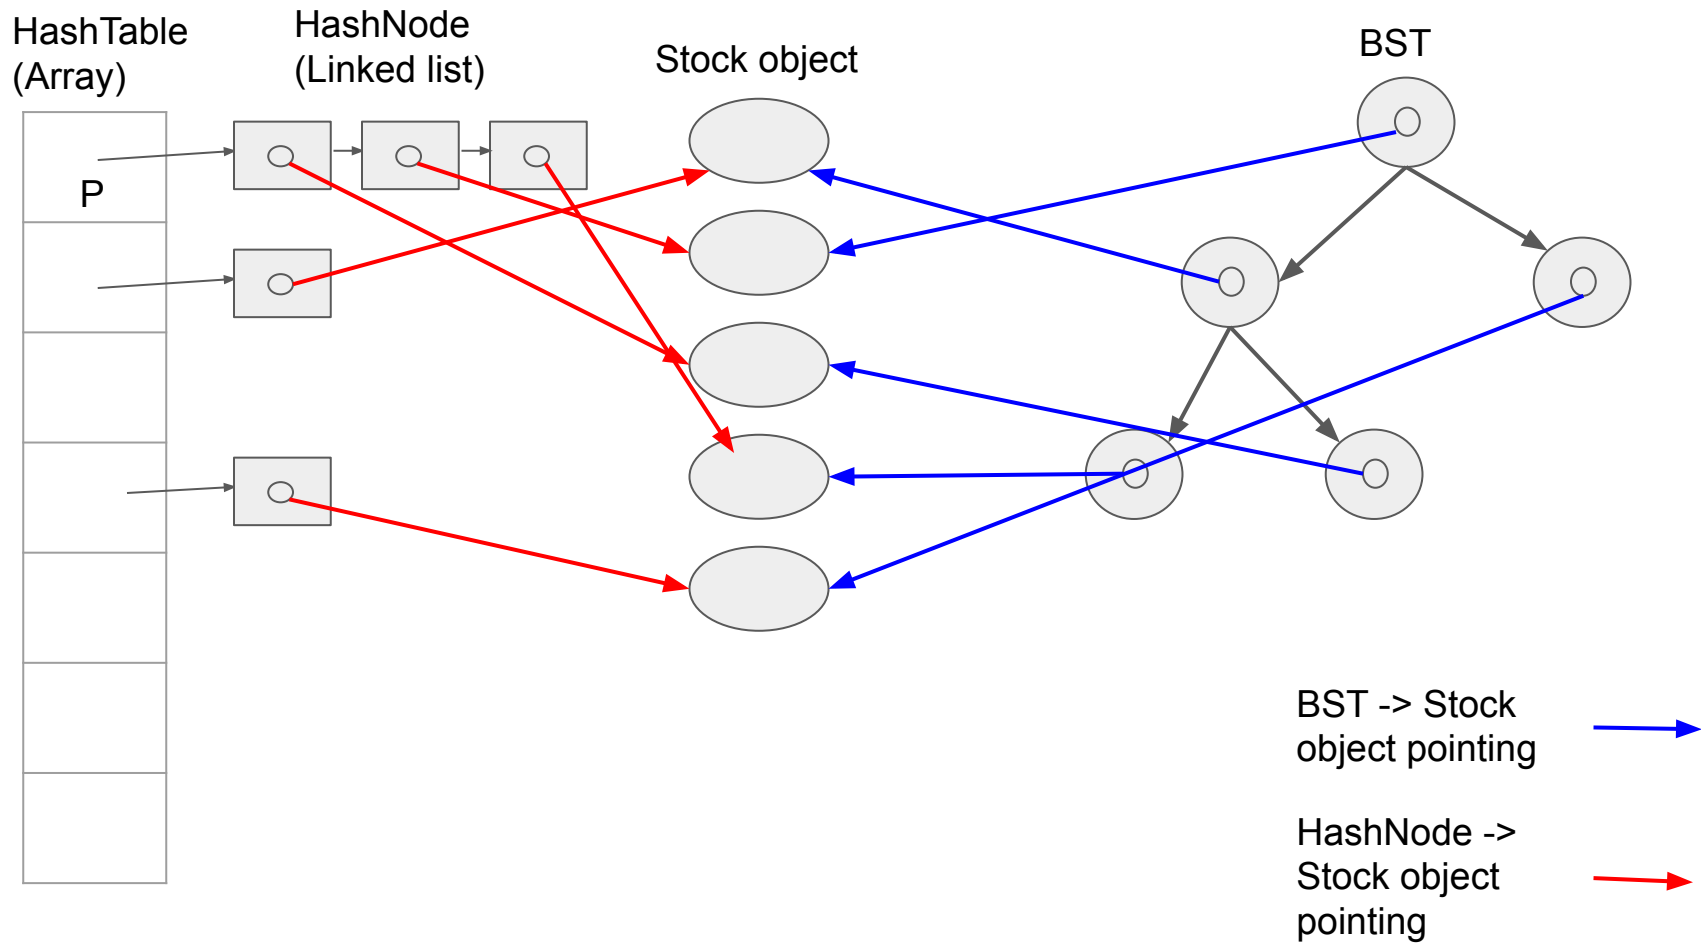 HashTable
(Array)
HashNode
(Linked list)
Stock object
BST
P
BST -> Stock
object pointing
HashNode ->
Stock object
pointing